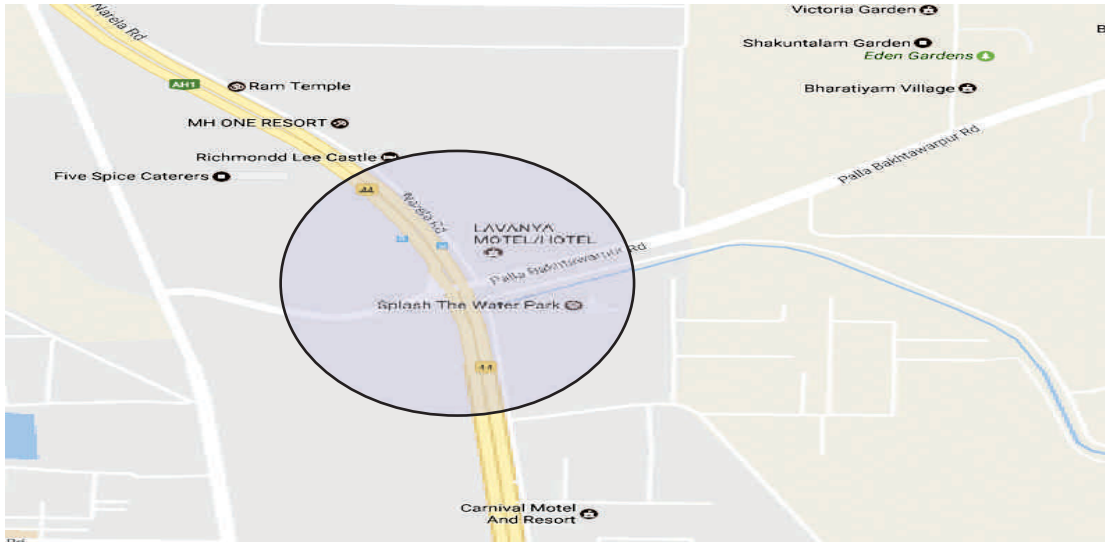 Narela Rd
Victoria Garden
Shakuntalam Garden
Eden Gardens
B
AH1
Ram Temple
Bharatiyam Village
MH ONE RESORT
Palla Bakhtawarpur Rd
Richmondd Lee Castle
Five Spice Caterers
44
Narela Rd
LAVANYA
MOTEL/HOTEL
Palla Bakhtawarpur Rd
Splash The Water Park
44
Carnival Motel
And Resort